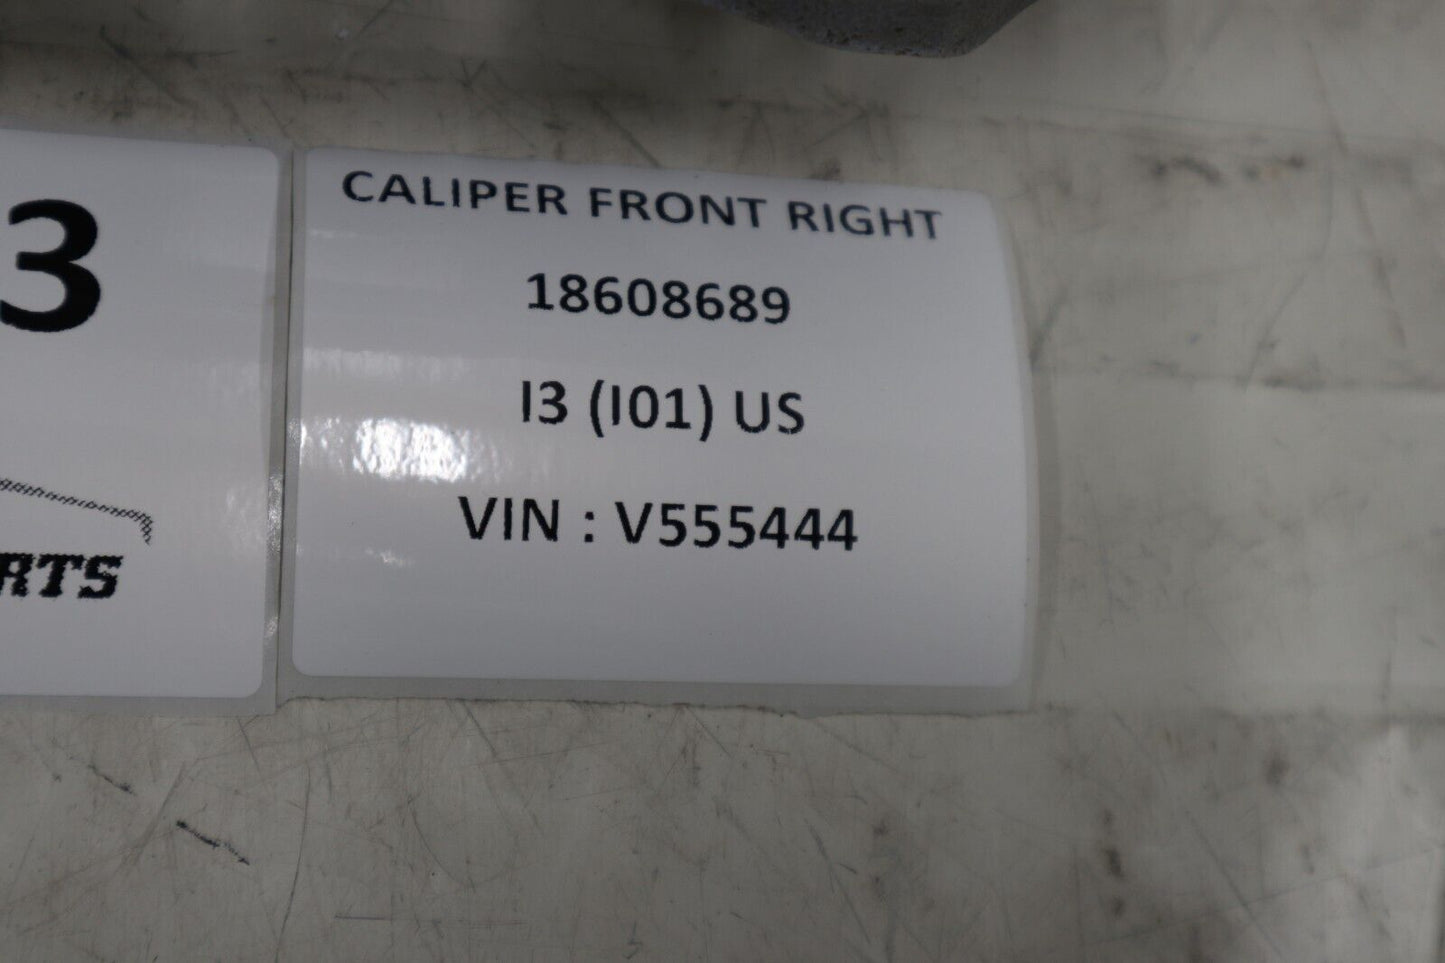 3
RTS
CALIPER FRONT RIGHT
18608689
I3 (I01) US
VIN : V555444